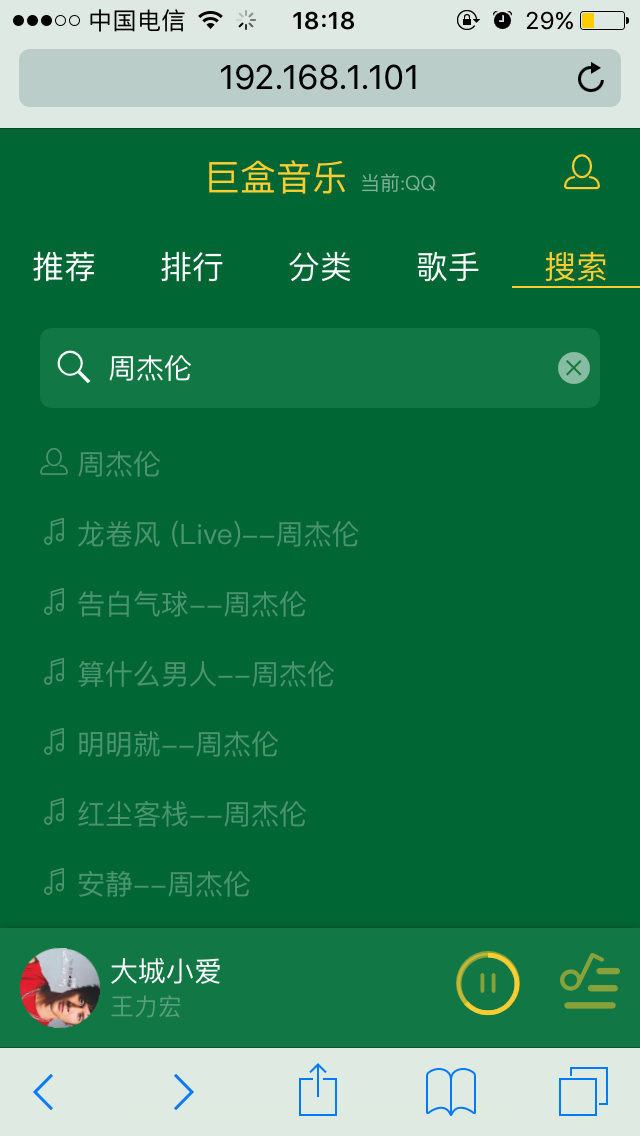 中国电信 18:18 29%
192.168.1.101
巨盒音乐 当前:QQ
推荐 排行 分类 歌手 搜索
周杰伦
周杰伦
龙卷风 (Live)--周杰伦
告白气球--周杰伦
算什么男人--周杰伦
明明就--周杰伦
红尘客栈--周杰伦
安静--周杰伦
大城小爱
王力宏